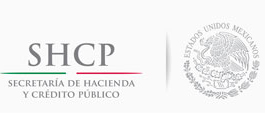 SHCP
SECRETARÍA DE HACIENDA
Y CRÉDITO PÚBLICO
ESTADOS UNIDOS MEXICANOS